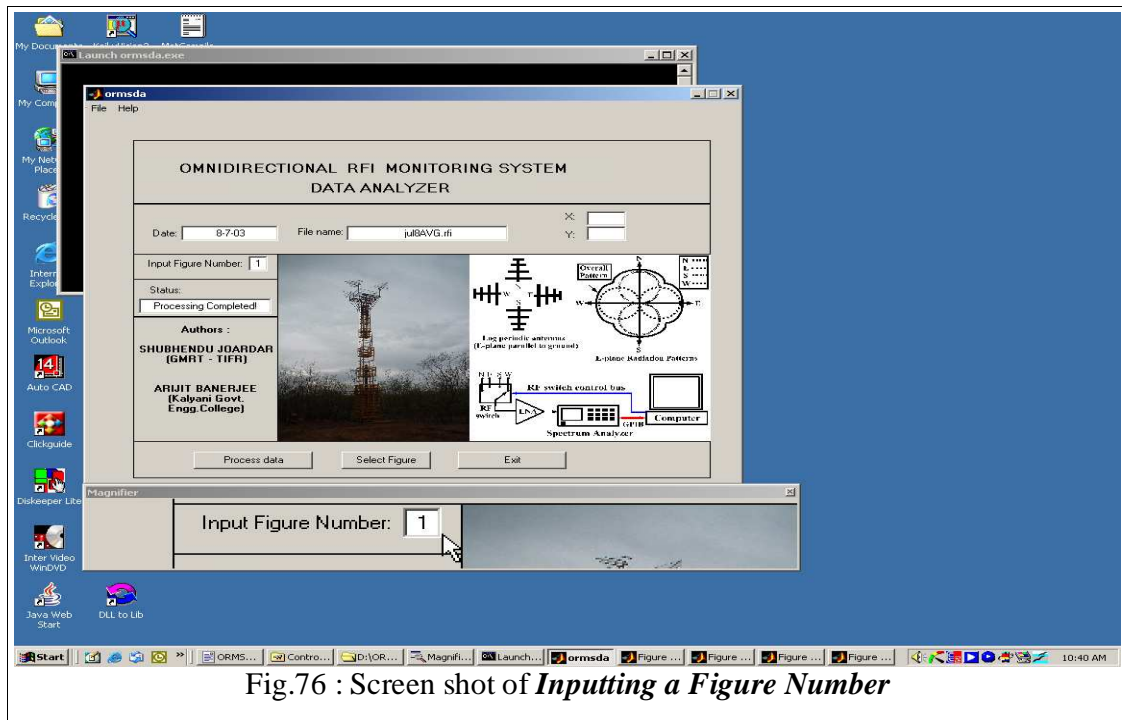 My Documents
Launch ormsda.exe
My Com
ormsda
File Help
My Net
Place
Recycle
Intern
Explor
Microsoft
Outlook
Auto CAD
Clickguide
Diskeeper Lite
Inter Video
WinDVD
Java Web
Start
DLL to Lib
OMNIDIRECTIONAL RFI MONITORING SYSTEM
DATA ANALYZER
Date: 8-7-03 File name: jul8AVG.rfi
X:
Y:
Input Figure Number: 1
Status:
Processing Completed!
Authors :
SHUBHENDU JOARDAR
(GMRT - TIFR)
ARIJIT BANERJEE
(Kalyani Govt.
Engg.College)
N
W E
S
Log periodic antennas
(E-plane parallel to ground)
Overall
Pattern
N
E
S
W
N
W E
S
E-plane Radiation Patterns
N E S W
RF
switch
RF switch control bus
LNA
Spectrum Analyzer
GPIB
Computer
Process data Select Figure Exit
Magnifier
Input Figure Number: 1
Start ORMS... Contro... D:\OR... Magnifi... Launch... ormsda Figure ... Figure ... Figure ... Figure ... 10:40 AM
Fig.76 : Screen shot of Inputting a Figure Number